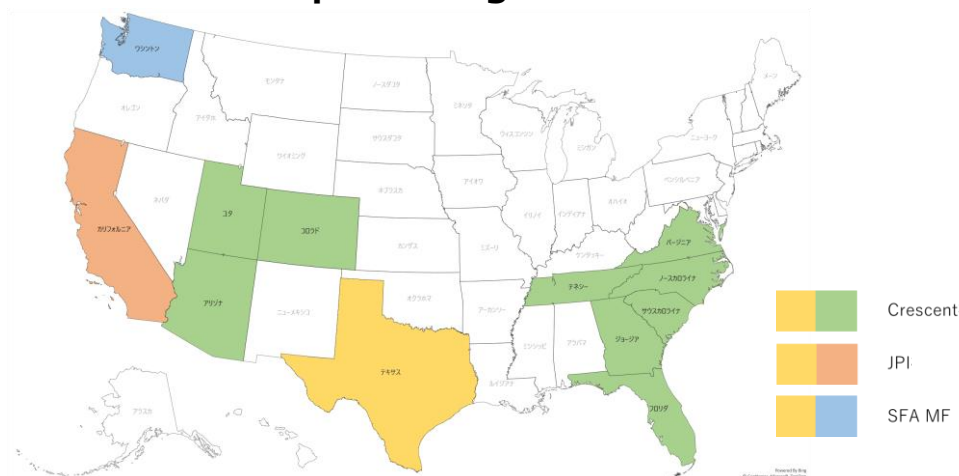 ワシントン
モンタナ
ノースダコタ
ミネソタ
メーン
オレゴン
アイダホ
サウスダコタ
ウィスコンシン
ミシガン
ニューヨーク
ワイオミング
アイオワ
ペンシルベニア
ネブラスカ
ネバダ
ユタ
コロラド
イリノイ
インディアナ
オハイオ
カリフォルニア
カンザス
ミズーリ
ケンタッキー
バージニア
アリゾナ
ニューメキシコ
オクラホマ
アーカンソー
テネシー
ノースカロライナ
サウスカロライナ
テキサス
ルイジアナ
ミシシッピ
アラバマ
ジョージア
フロリダ
アラスカ
Crescent
JPI
SFA MF
Powered by Bing